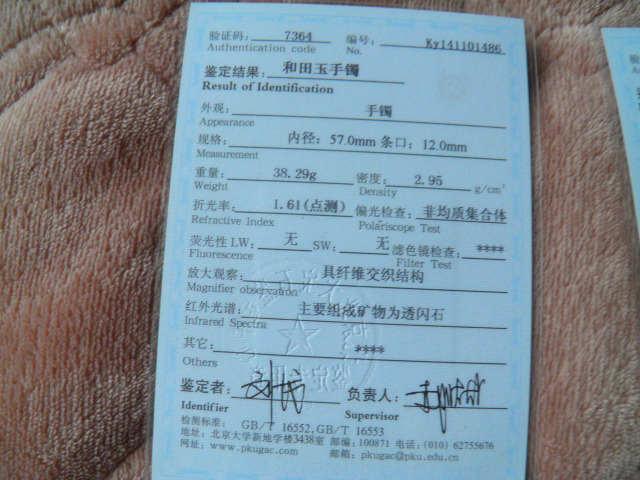 验证码: 7364 编号: Ky141101486
Authentication code No.
鉴定结果: 和田玉手镯
Result of Identification
外观: 手镯
Appearance
规格: 内径: 57.0mm 条口: 12.0mm
Measurement
重量: 38.29g 密度: 2.95 g/cm³
Weight Density
折光率: 1.61(点测) 偏光检查: 非均质集合体
Refractive Index Polariscope Test
荧光性 LW: 无 SW: 无 滤色镜检查: ****
Fluorescence Filter Test
放大观察: 具纤维交织结构
Magnifier observation
红外光谱: 主要组成矿物为透闪石
Infrared Spectra
其它: ****
Others
鉴定者: 负责人:
Identifier Supervisor
检测标准: GB/T 16552,GB/T 16553
地址: 北京大学新地学楼3438室 邮编: 100871 电话: (010) 62755676
网址: www.pkugac.com 邮箱: pkugac@pku.edu.cn